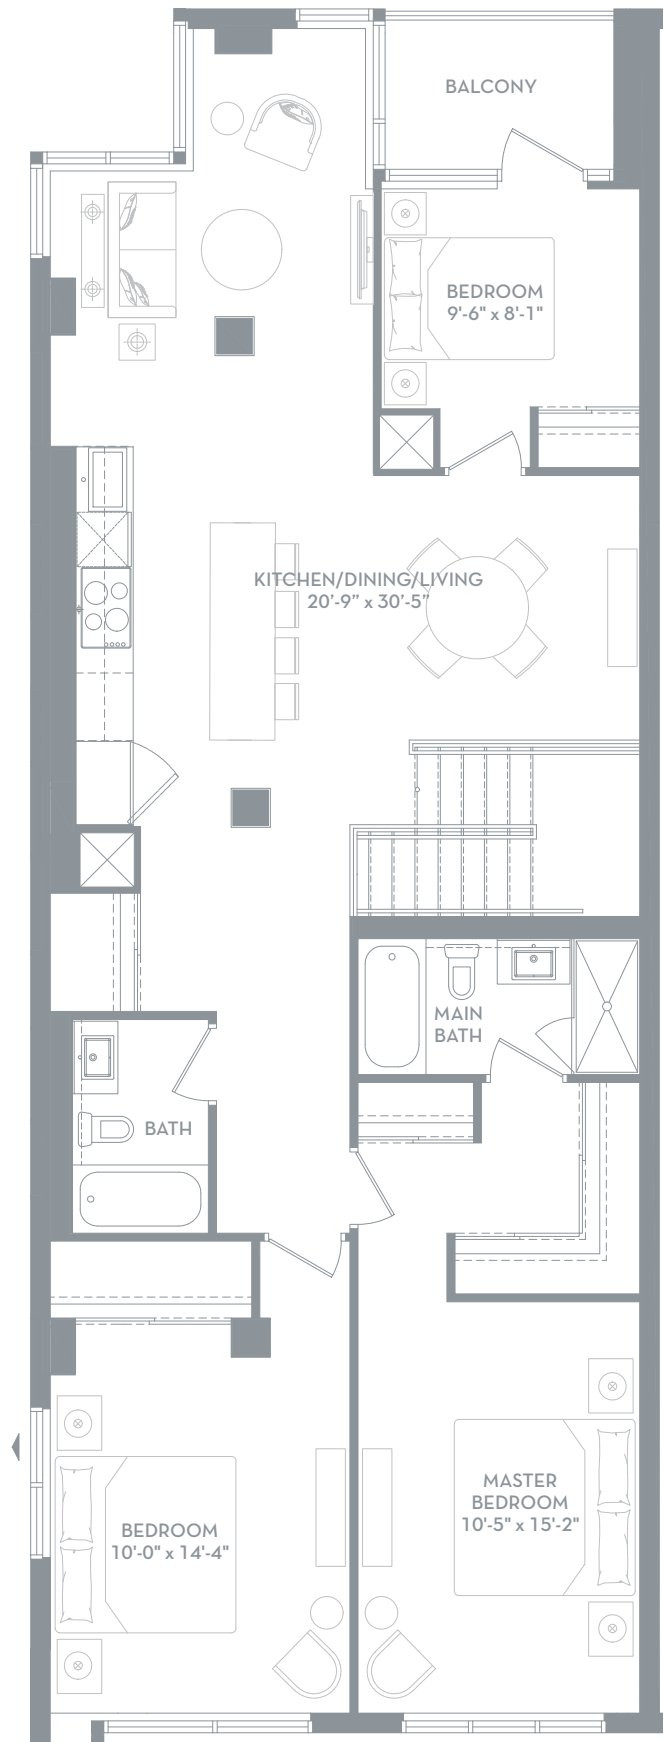 BALCONY
BEDROOM
9'-6" x 8'-1"
KITCHEN/DINING/LIVING
20'-9” x 30'-5”
MAIN
BATH
BATH
MASTER
BEDROOM
10'-5" x 15'-2"
BEDROOM
10'-0" x 14'-4"